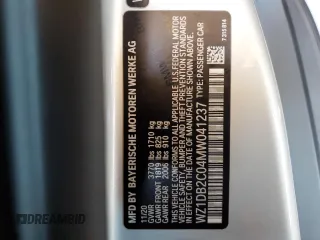 MFD. BY BAYERISCHE MOTOREN WERKE AG
11/20
GVWR 3770 lbs 1710 kg
GAWR FRONT 1819 lbs 825 kg
GAWR REAR 2006 lbs 910 kg
THIS VEHICLE CONFORMS TO ALL APPLICABLE U.S. FEDERAL MOTOR
VEHICLE SAFETY, BUMPER AND THEFT PREVENTION STANDARDS
IN EFFECT ON THE DATE OF MANUFACTURE SHOWN ABOVE.
WZ1DB2C04MW041237 TYPE: PASSENGER CAR
DREAMBID